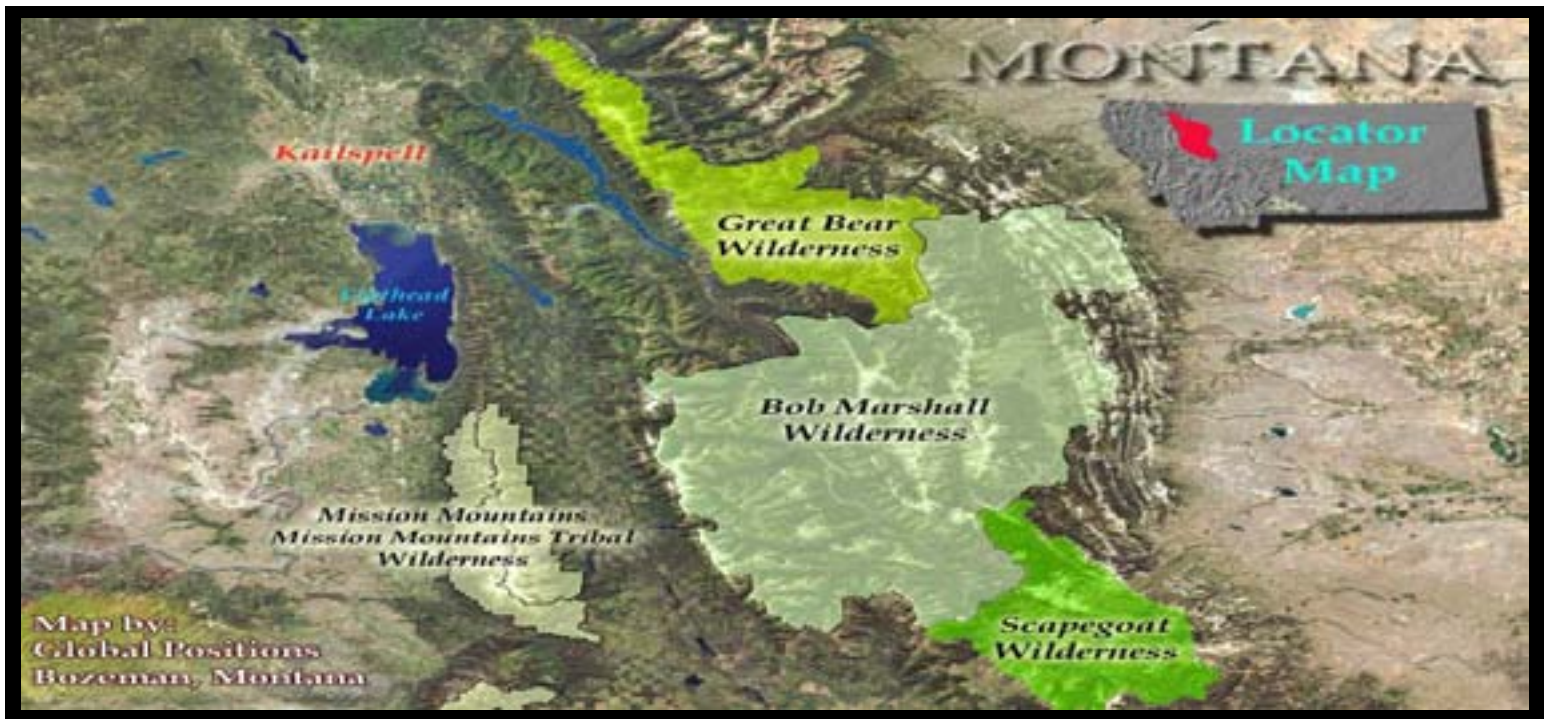 MONTANA
Locator
Map
Kailspell
Great Bear
Wilderness
Flathead
Lake
Bob Marshall
Wilderness
Mission Mountains
Mission Mountains Tribal
Wilderness
Scapegoat
Wilderness
Map by:
Global Positions
Bozeman, Montana